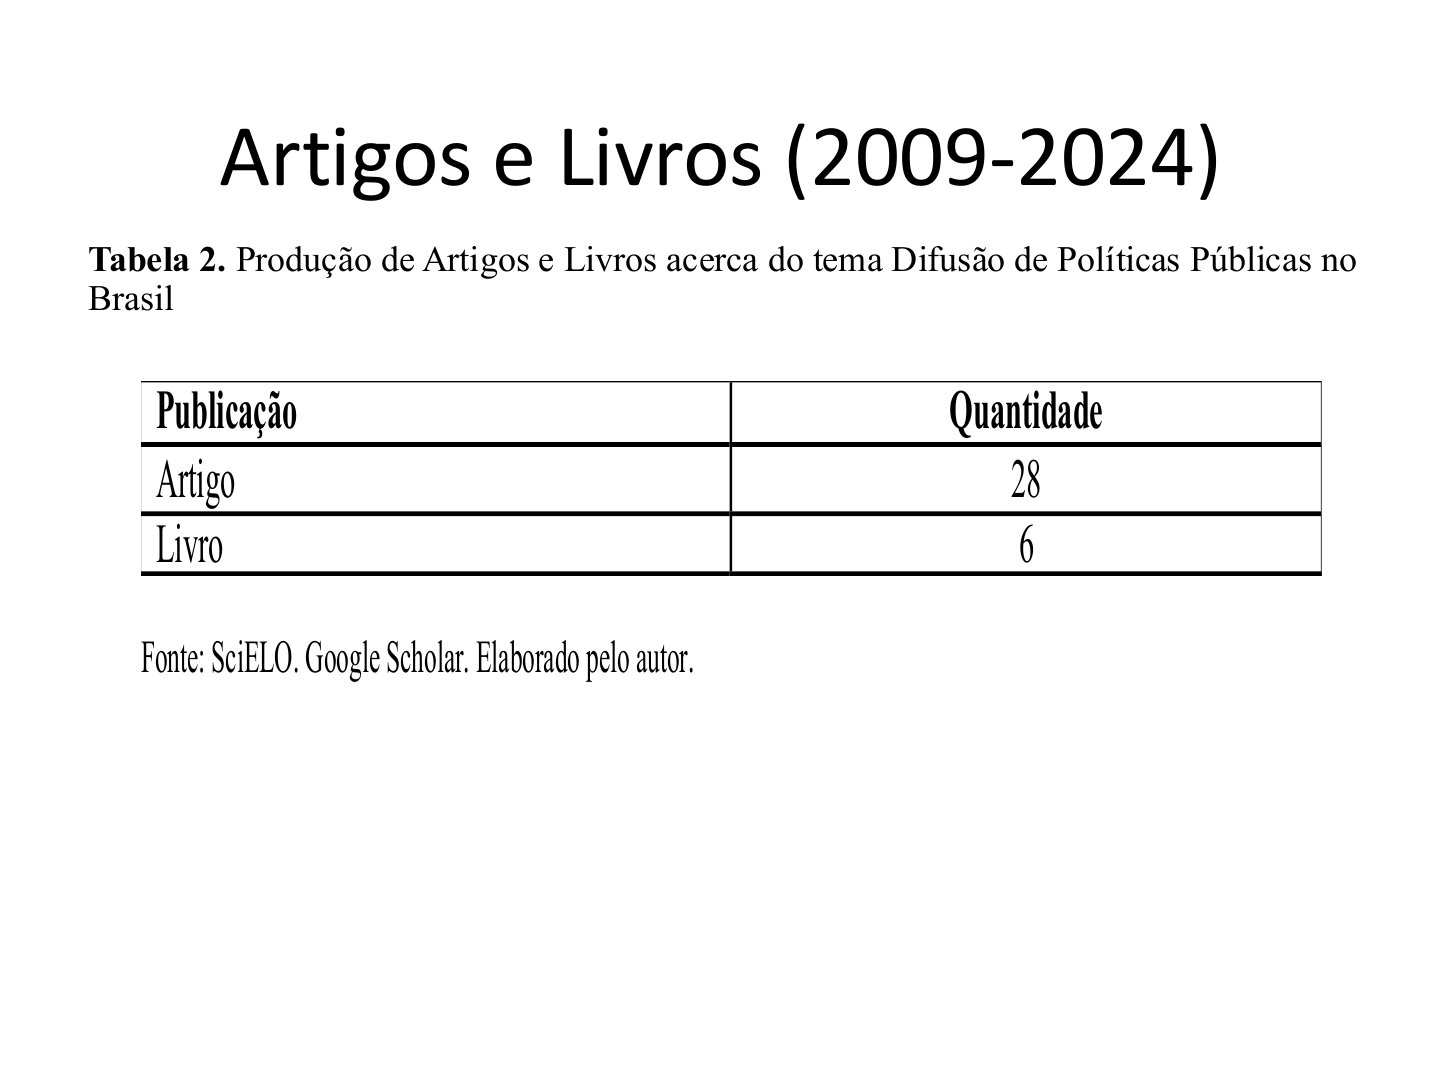 Artigos e Livros (2009-2024)
Tabela 2. Produção de Artigos e Livros acerca do tema Difusão de Políticas Públicas no
Brasil
Publicação Quantidade
Artigo 28
Livro 6
Fonte: SciELO. Google Scholar. Elaborado pelo autor.